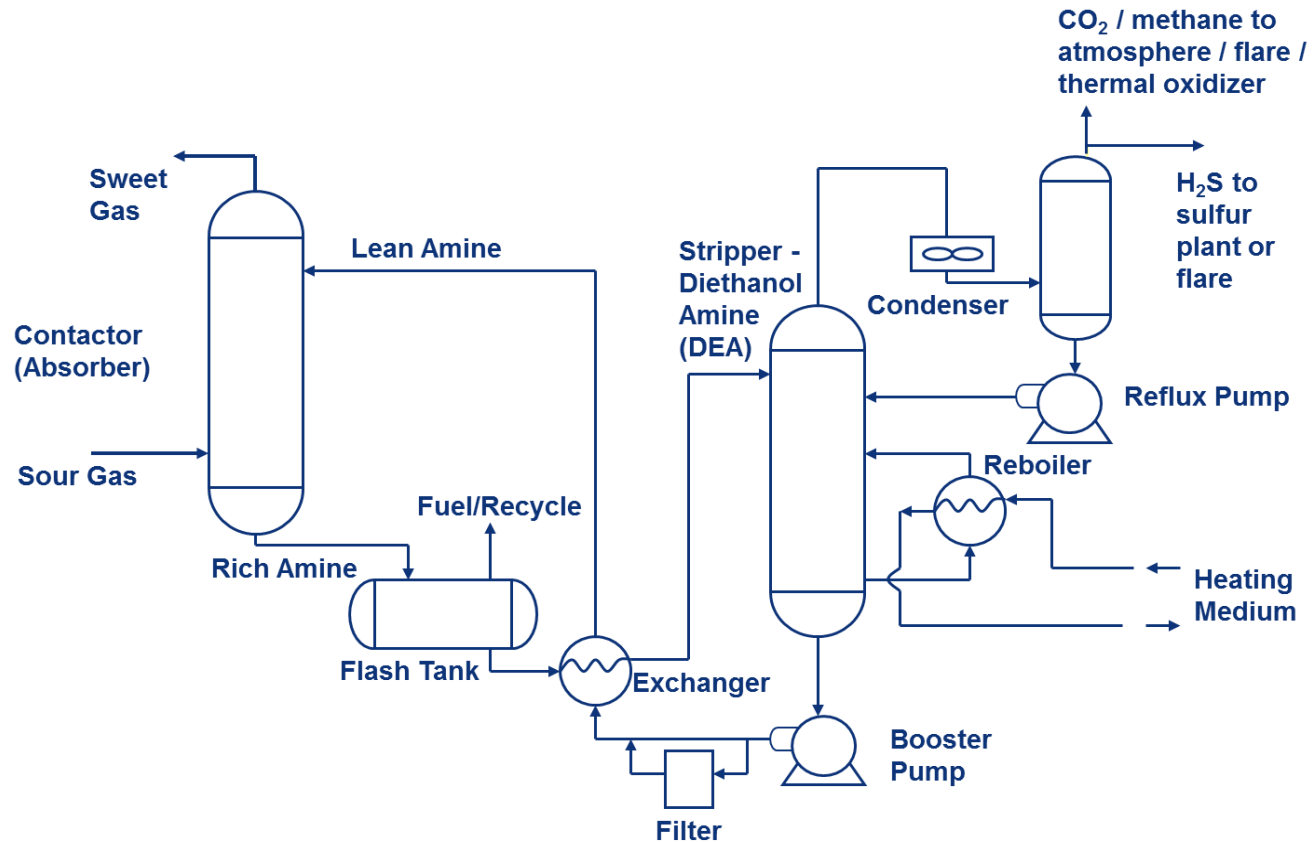 CO₂ / methane to
atmosphere / flare /
thermal oxidizer
Sweet
Gas
H₂S to
sulfur
plant or
flare
Lean Amine
Stripper -
Diethanol
Amine
(DEA)
Condenser
Contactor
(Absorber)
Reflux Pump
Sour Gas
Reboiler
Fuel/Recycle
Rich Amine
Heating
Medium
Flash Tank
Exchanger
Booster
Pump
Filter